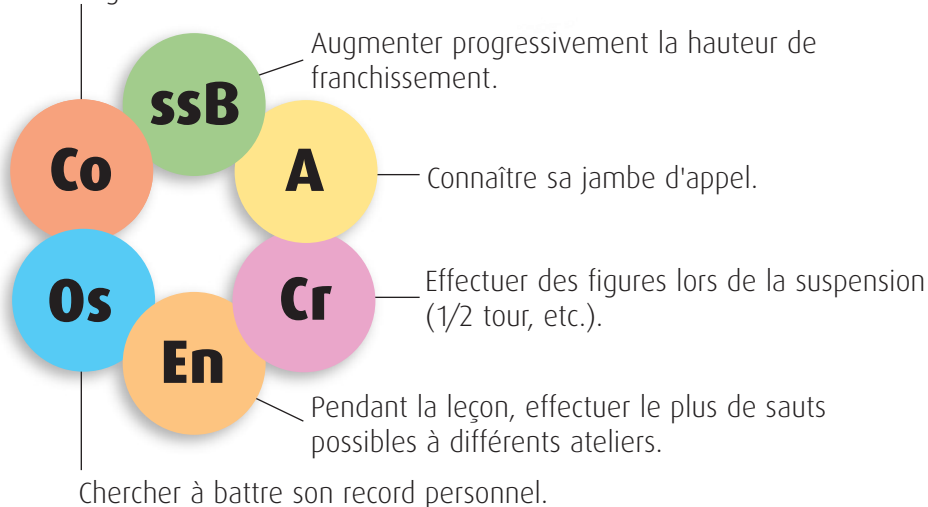 Augmenter progressivement la hauteur de
franchissement.
ssB
Co
A
Connaître sa jambe d'appel.
Os
Cr
Effectuer des figures lors de la suspension
(1/2 tour, etc.).
En
Pendant la leçon, effectuer le plus de sauts
possibles à différents ateliers.
Chercher à battre son record personnel.